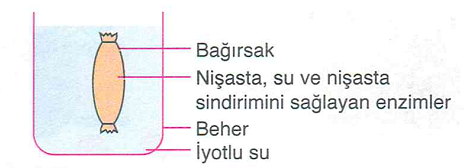 Bağırsak
Nişasta, su ve nişasta
sindirimini sağlayan enzimler
Beher
İyotlu su